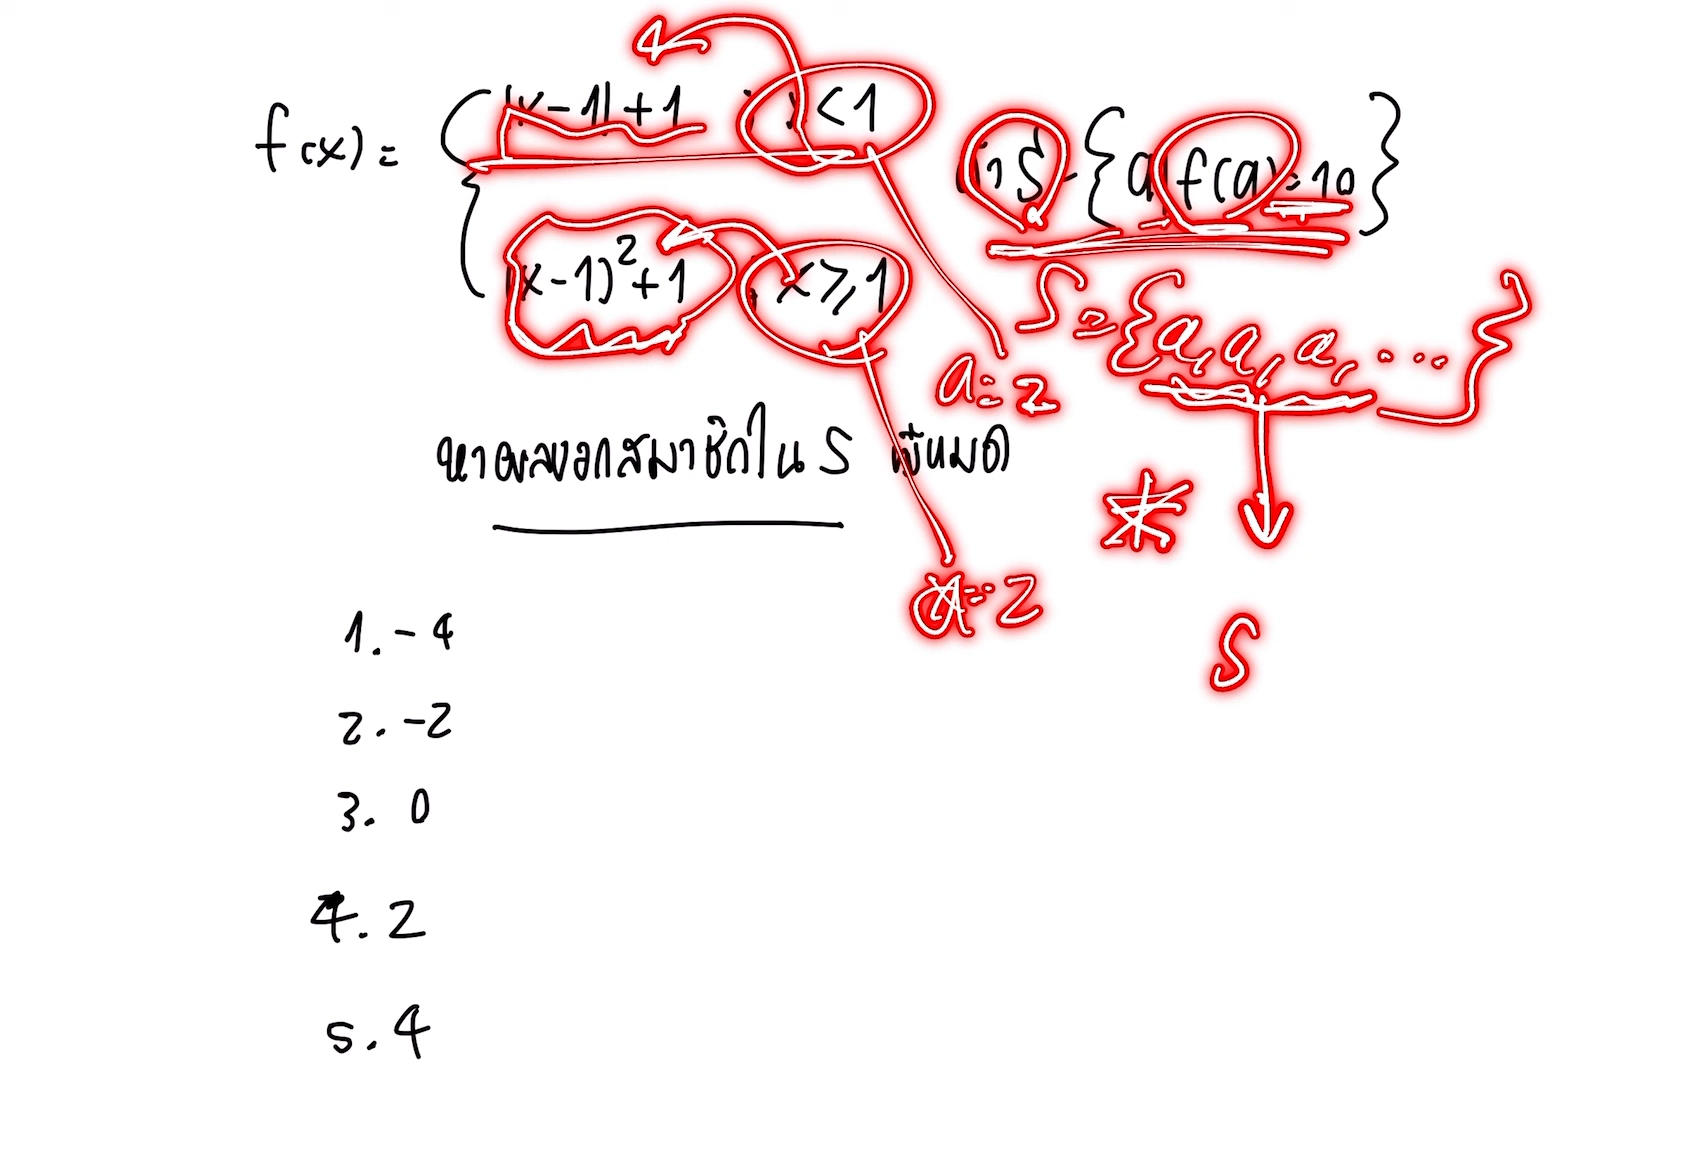 f(x) = { |x-1|+1 , x<1
(x-1)²+1 , x≥1
ถ้า S = {a|f(a)=10}
S = {a, a, a, ...}
a = 2
หาผลบวกสมาชิกใน S ทั้งหมด
a = 2
S
1. -4
2. -2
3. 0
4. 2
5. 4